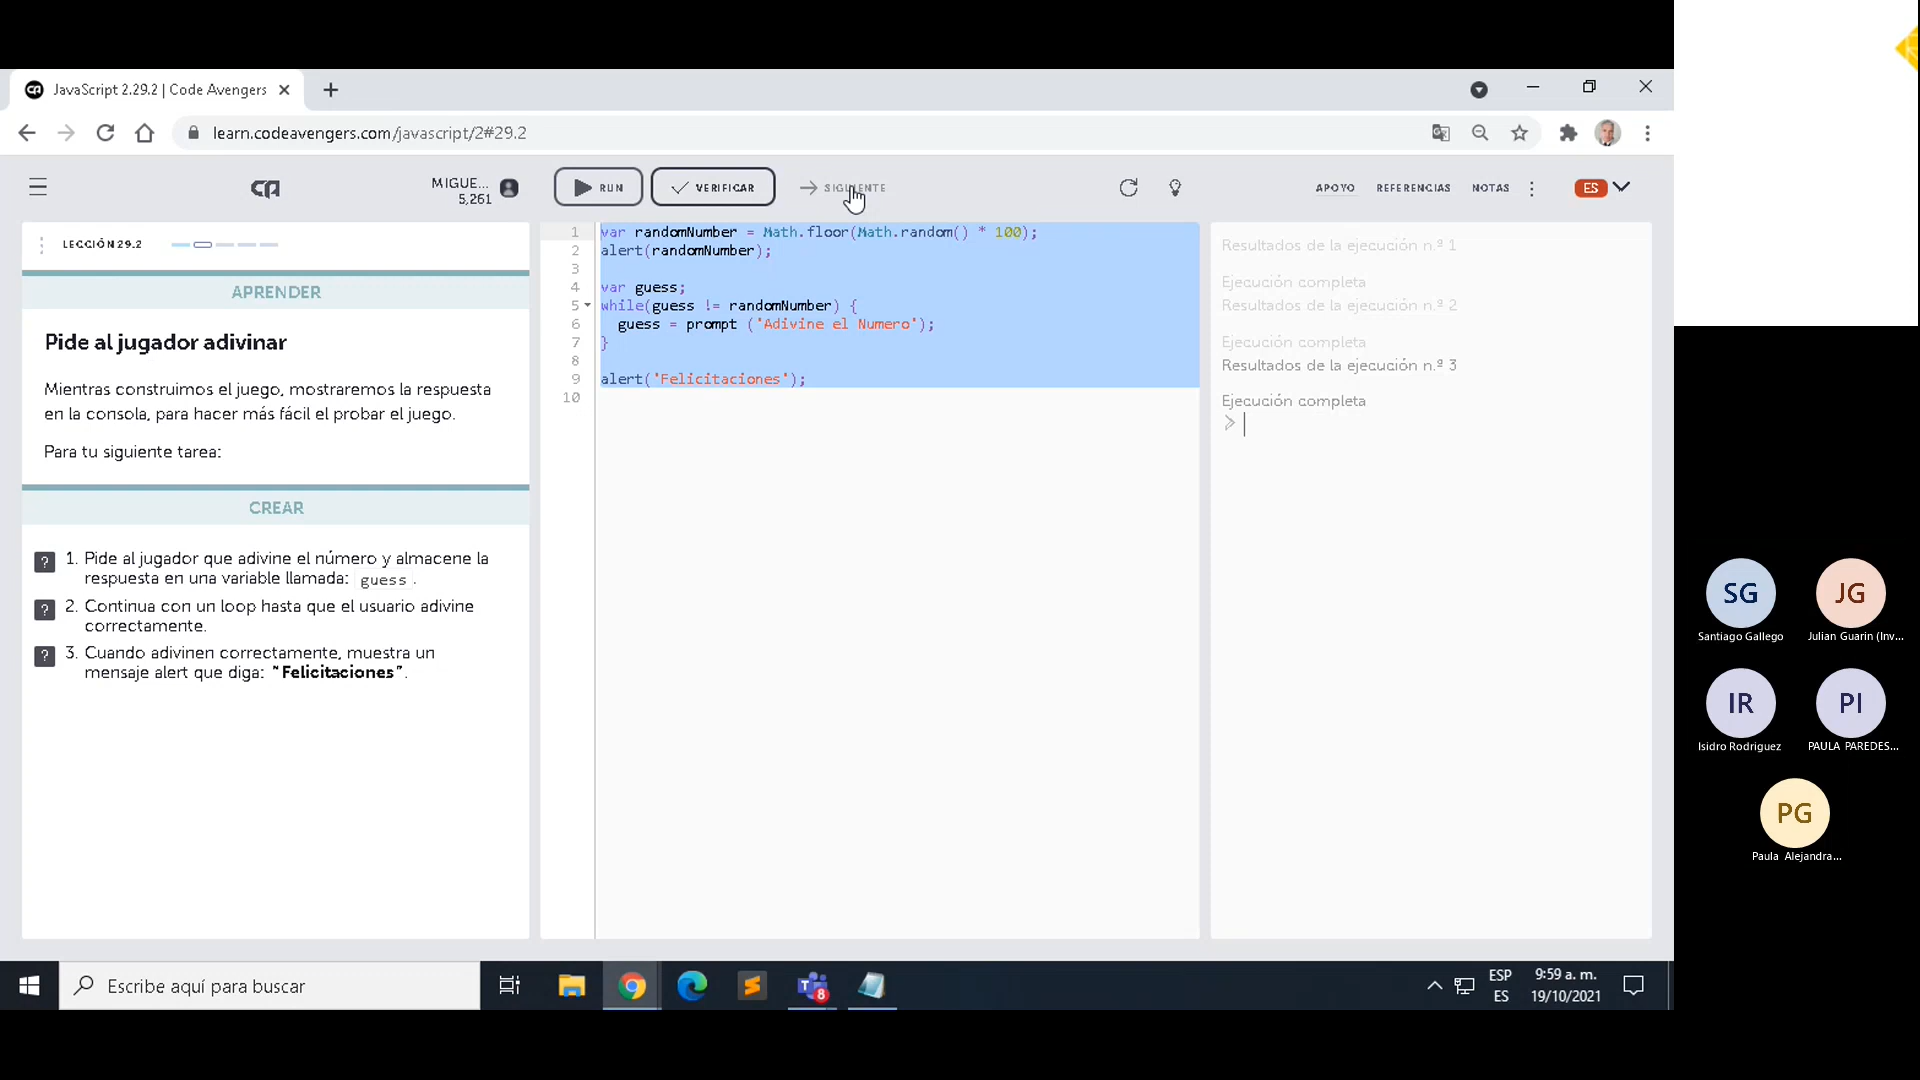 JavaScript 2.29.2 | Code Avengers
learn.codeavengers.com/javascript/2#29.2
MIGUE...
5,261
RUN
VERIFICAR
SIGUIENTE
APOYO
REFERENCIAS
NOTAS
ES
LECCIÓN 29.2
APRENDER
Pide al jugador adivinar
Mientras construimos el juego, mostraremos la respuesta
en la consola, para hacer más fácil el probar el juego.
Para tu siguiente tarea:
CREAR
? 1. Pide al jugador que adivine el número y almacene la
respuesta en una variable llamada: guess .
? 2. Continua con un loop hasta que el usuario adivine
correctamente.
? 3. Cuando adivinen correctamente, muestra un
mensaje alert que diga: "Felicitaciones".
1 var randomNumber = Math.floor(Math.random() * 100);
2 alert(randomNumber);
3
4 var guess;
5 while(guess != randomNumber) {
6 guess = prompt ('Adivine el Numero');
7 }
8
9 alert('Felicitaciones');
10
Resultados de la ejecución n.º 1
Ejecución completa
Resultados de la ejecución n.º 2
Ejecución completa
Resultados de la ejecución n.º 3
Ejecución completa
>
SG
Santiago Gallego
JG
Julian Guarin (Inv...
IR
Isidro Rodriguez
PI
PAULA PAREDES...
PG
Paula Alejandra...
Escribe aquí para buscar
8
ESP
ES
9:59 a. m.
19/10/2021